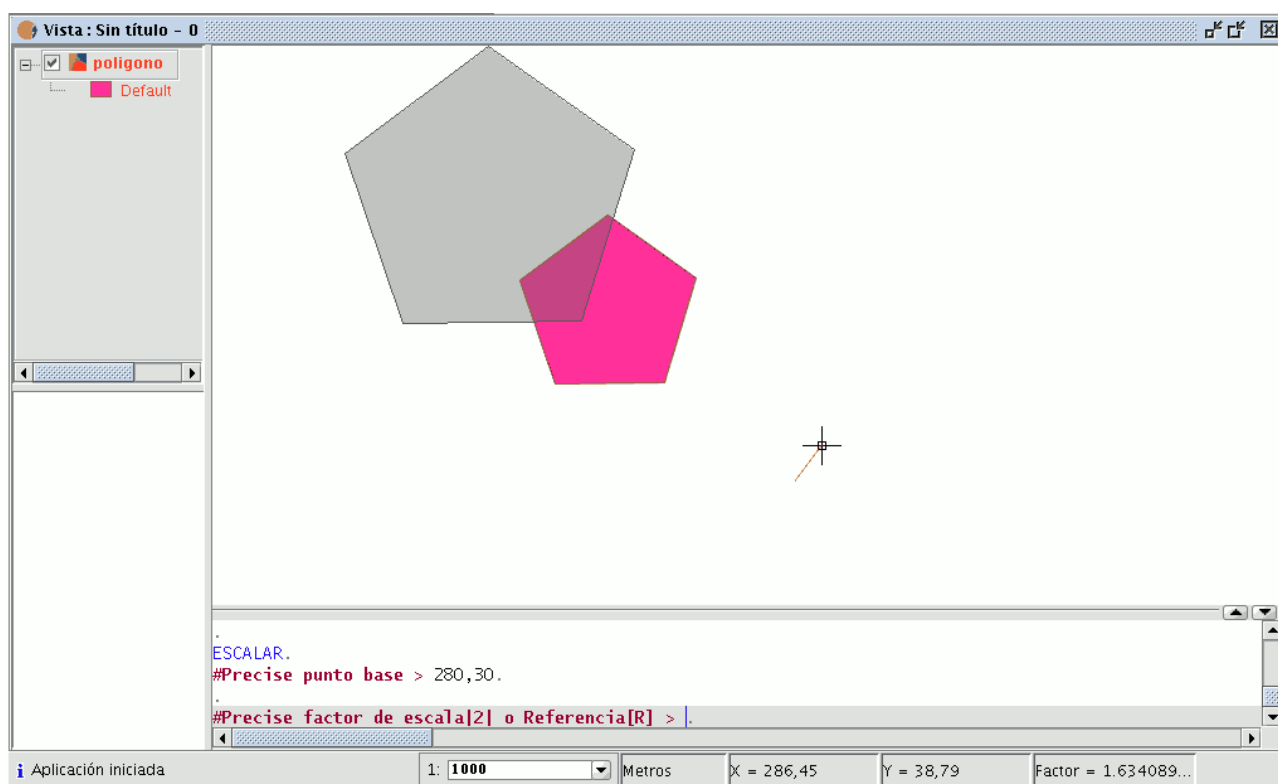 Vista : Sin título - 0
poligono
Default
.
ESCALAR.
#Precise punto base > 280,30.
.
#Precise factor de escala|2| o Referencia[R] > .
Aplicación iniciada
1: 1000
Metros
X = 286,45
Y = 38,79
Factor = 1.634089...